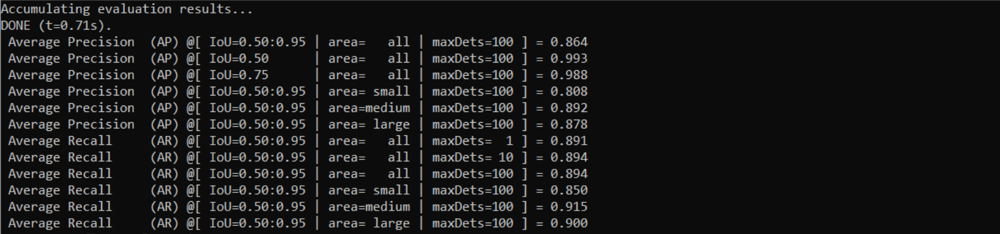 Accumulating evaluation results...
DONE (t=0.71s).
 Average Precision  (AP) @[ IoU=0.50:0.95 | area=   all | maxDets=100 ] = 0.864
 Average Precision  (AP) @[ IoU=0.50      | area=   all | maxDets=100 ] = 0.993
 Average Precision  (AP) @[ IoU=0.75      | area=   all | maxDets=100 ] = 0.988
 Average Precision  (AP) @[ IoU=0.50:0.95 | area= small | maxDets=100 ] = 0.808
 Average Precision  (AP) @[ IoU=0.50:0.95 | area=medium | maxDets=100 ] = 0.892
 Average Precision  (AP) @[ IoU=0.50:0.95 | area= large | maxDets=100 ] = 0.878
 Average Recall     (AR) @[ IoU=0.50:0.95 | area=   all | maxDets=  1 ] = 0.891
 Average Recall     (AR) @[ IoU=0.50:0.95 | area=   all | maxDets= 10 ] = 0.894
 Average Recall     (AR) @[ IoU=0.50:0.95 | area=   all | maxDets=100 ] = 0.894
 Average Recall     (AR) @[ IoU=0.50:0.95 | area= small | maxDets=100 ] = 0.850
 Average Recall     (AR) @[ IoU=0.50:0.95 | area=medium | maxDets=100 ] = 0.915
 Average Recall     (AR) @[ IoU=0.50:0.95 | area= large | maxDets=100 ] = 0.900